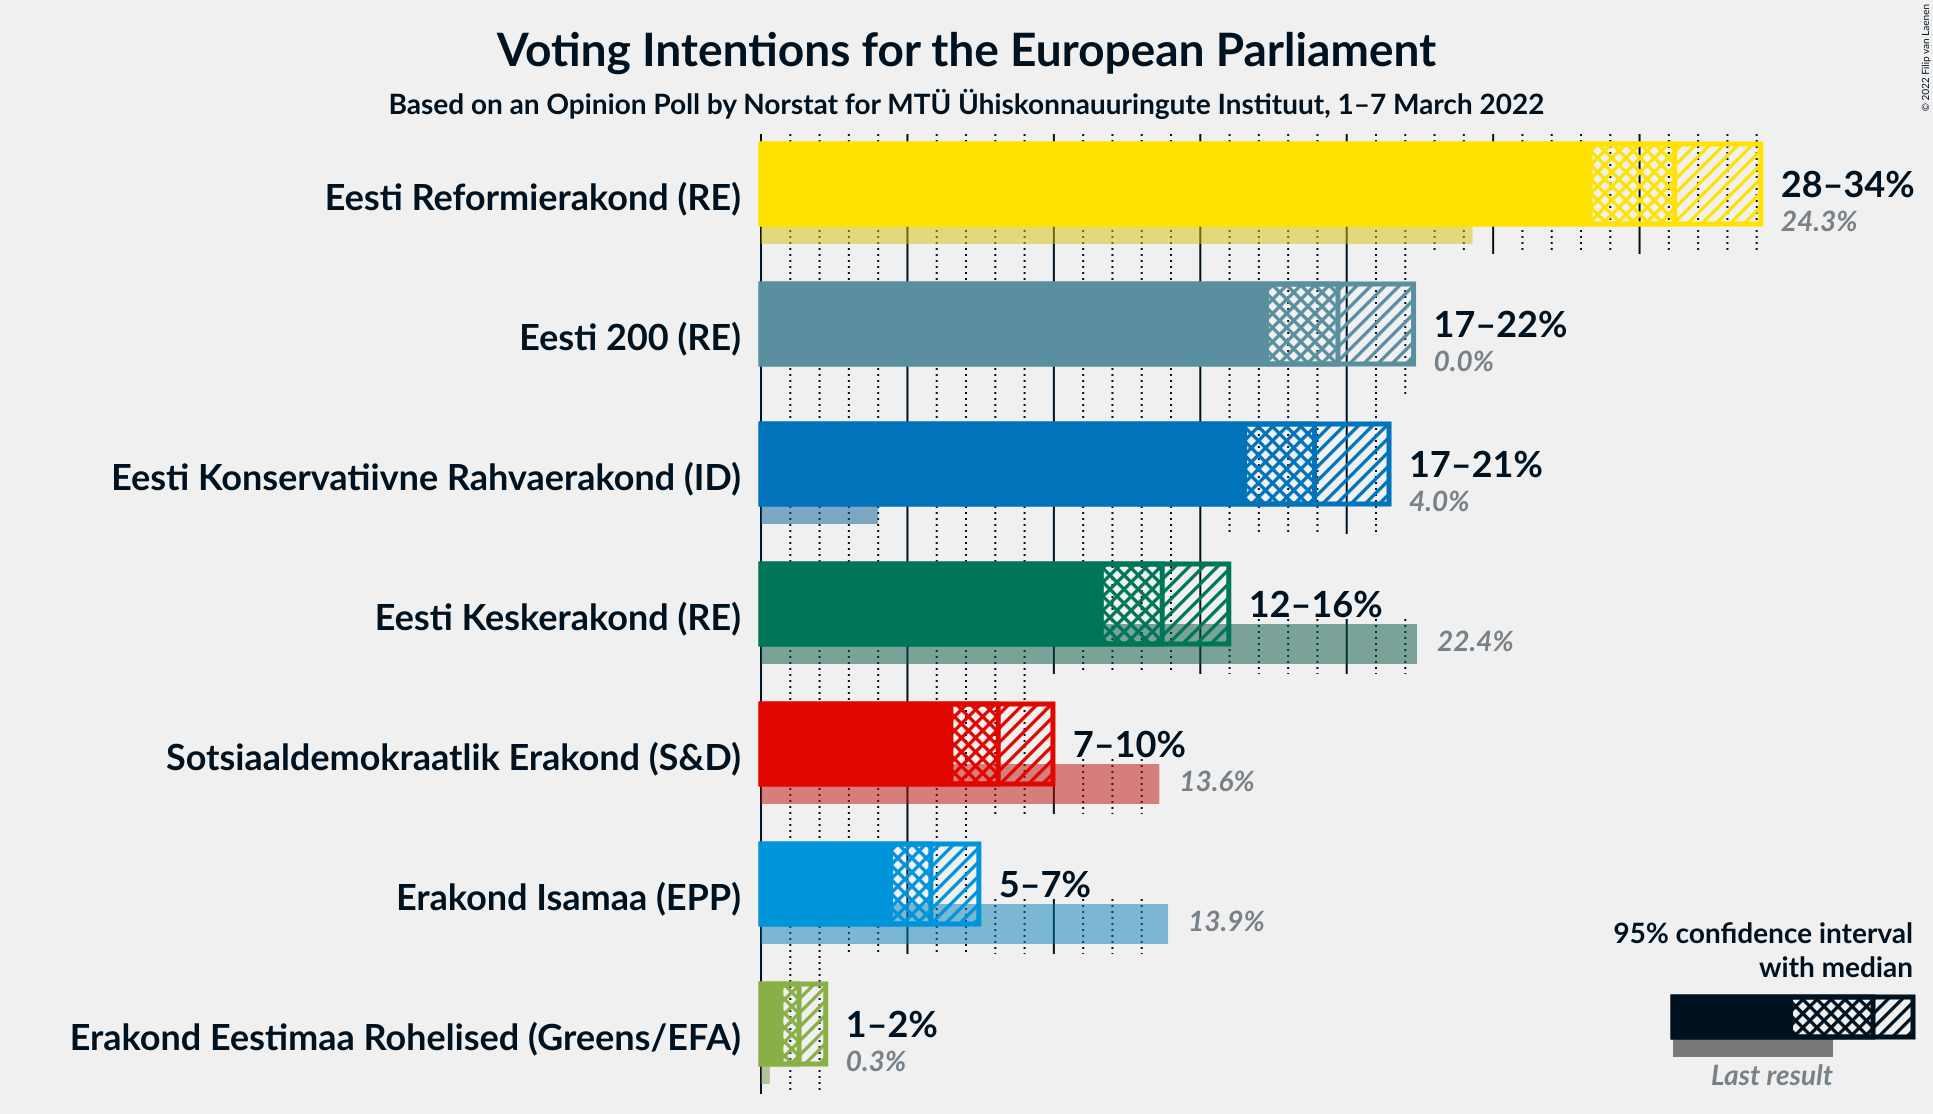 Voting Intentions for the European Parliament
Based on an Opinion Poll by Norstat for MTÜ Ühiskonnauuringute Instituut, 1–7 March 2022
© 2022 Filip van Laenen
Eesti Reformierakond (RE)
28–34%
24.3%
Eesti 200 (RE)
17–22%
0.0%
Eesti Konservatiivne Rahvaerakond (ID)
17–21%
4.0%
Eesti Keskerakond (RE)
12–16%
22.4%
Sotsiaaldemokraatlik Erakond (S&D)
7–10%
13.6%
Erakond Isamaa (EPP)
5–7%
13.9%
Erakond Eestimaa Rohelised (Greens/EFA)
1–2%
0.3%
95% confidence interval
with median
Last result